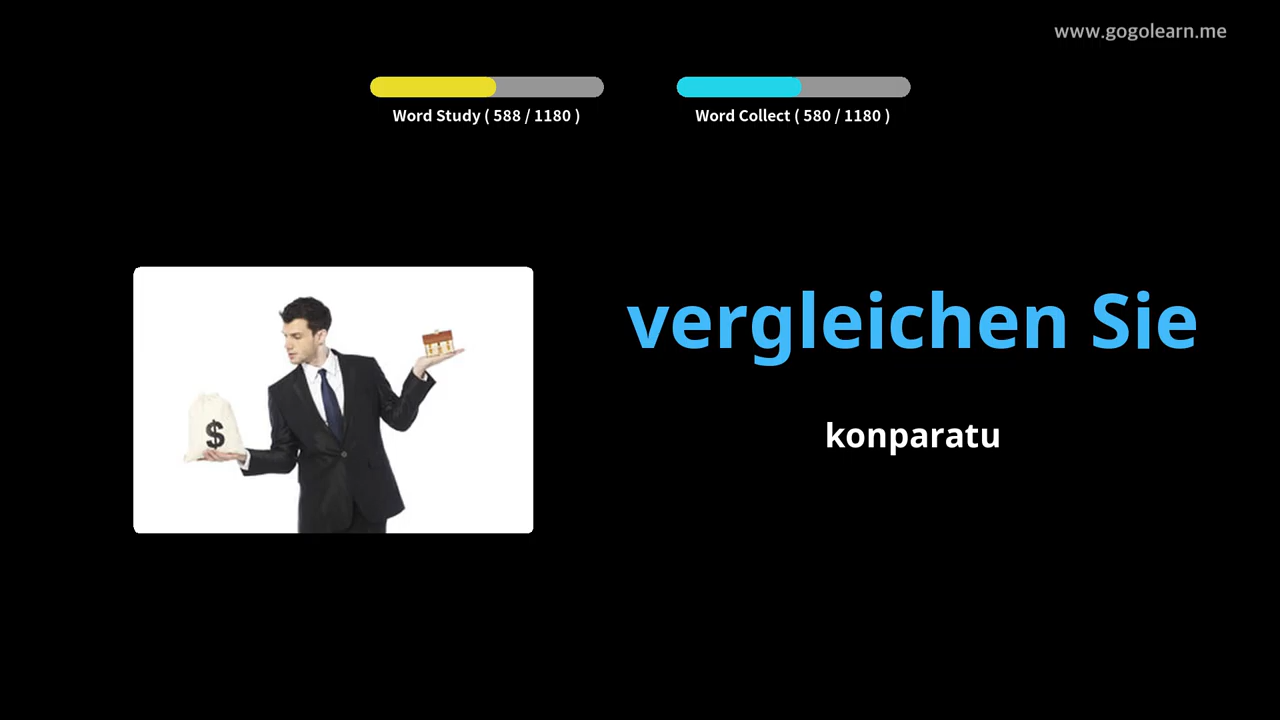 www.gogolearn.me
Word Study ( 588 / 1180 )
Word Collect ( 580 / 1180 )
vergleichen Sie
konparatu
$